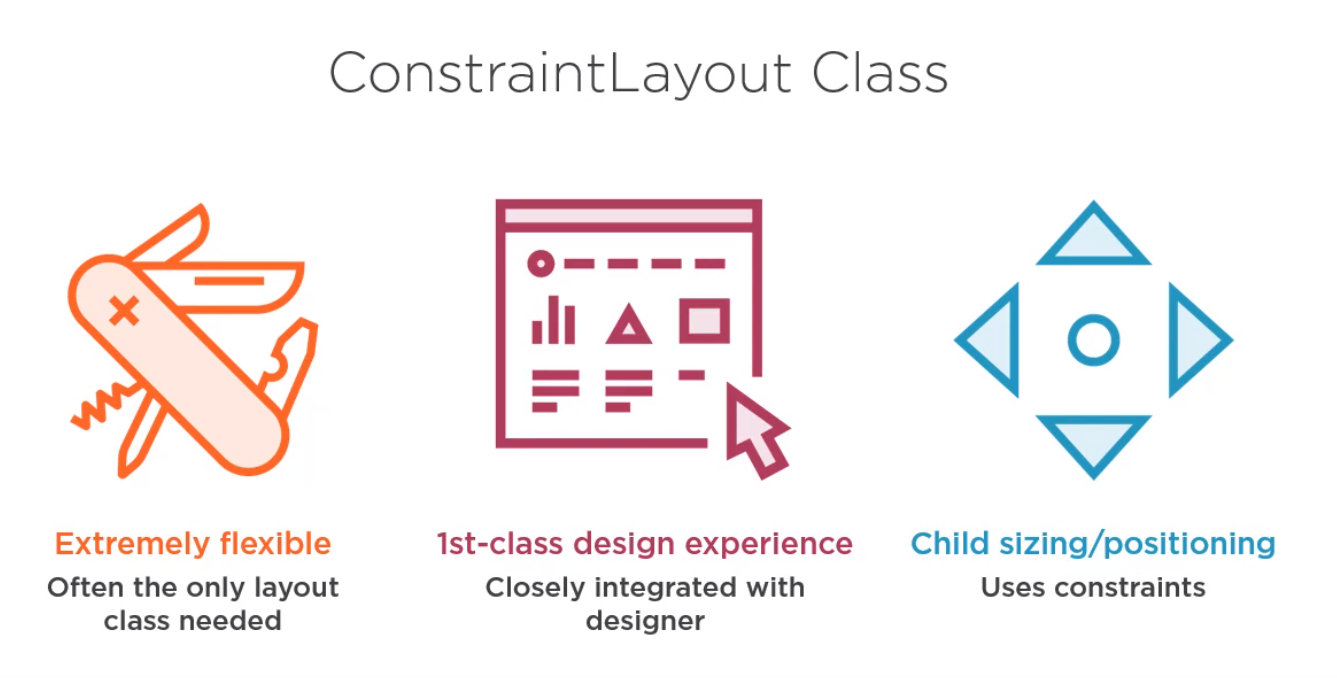 ConstraintLayout Class
Extremely flexible
Often the only layout
class needed
1st-class design experience
Closely integrated with
designer
Child sizing/positioning
Uses constraints